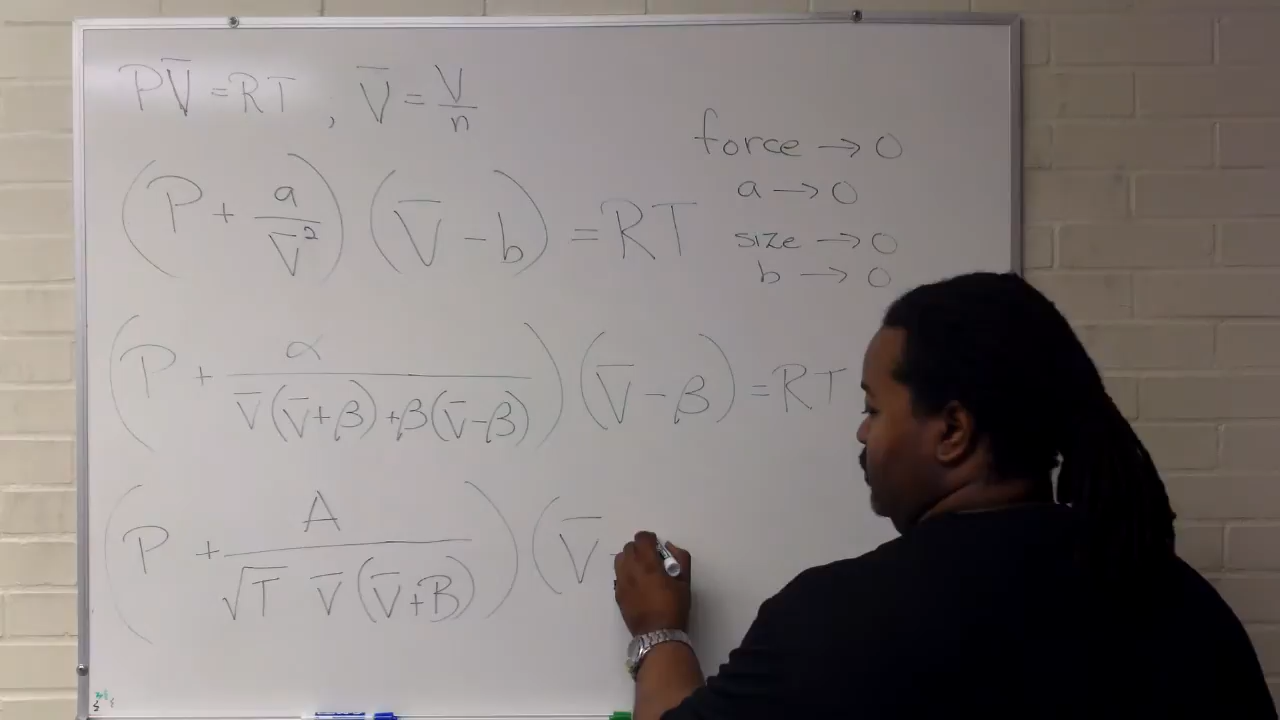 PV̅ = RT , V̅ = V/n
(P + a/V̅²) (V̅ - b) = RT
force → 0
a → 0
size → 0
b → 0
(P + α/(V̅(V̅+β)+β(V̅-β))) (V̅ - β) = RT
(P + A/(√T V̅(V̅+B))) (V̅ -